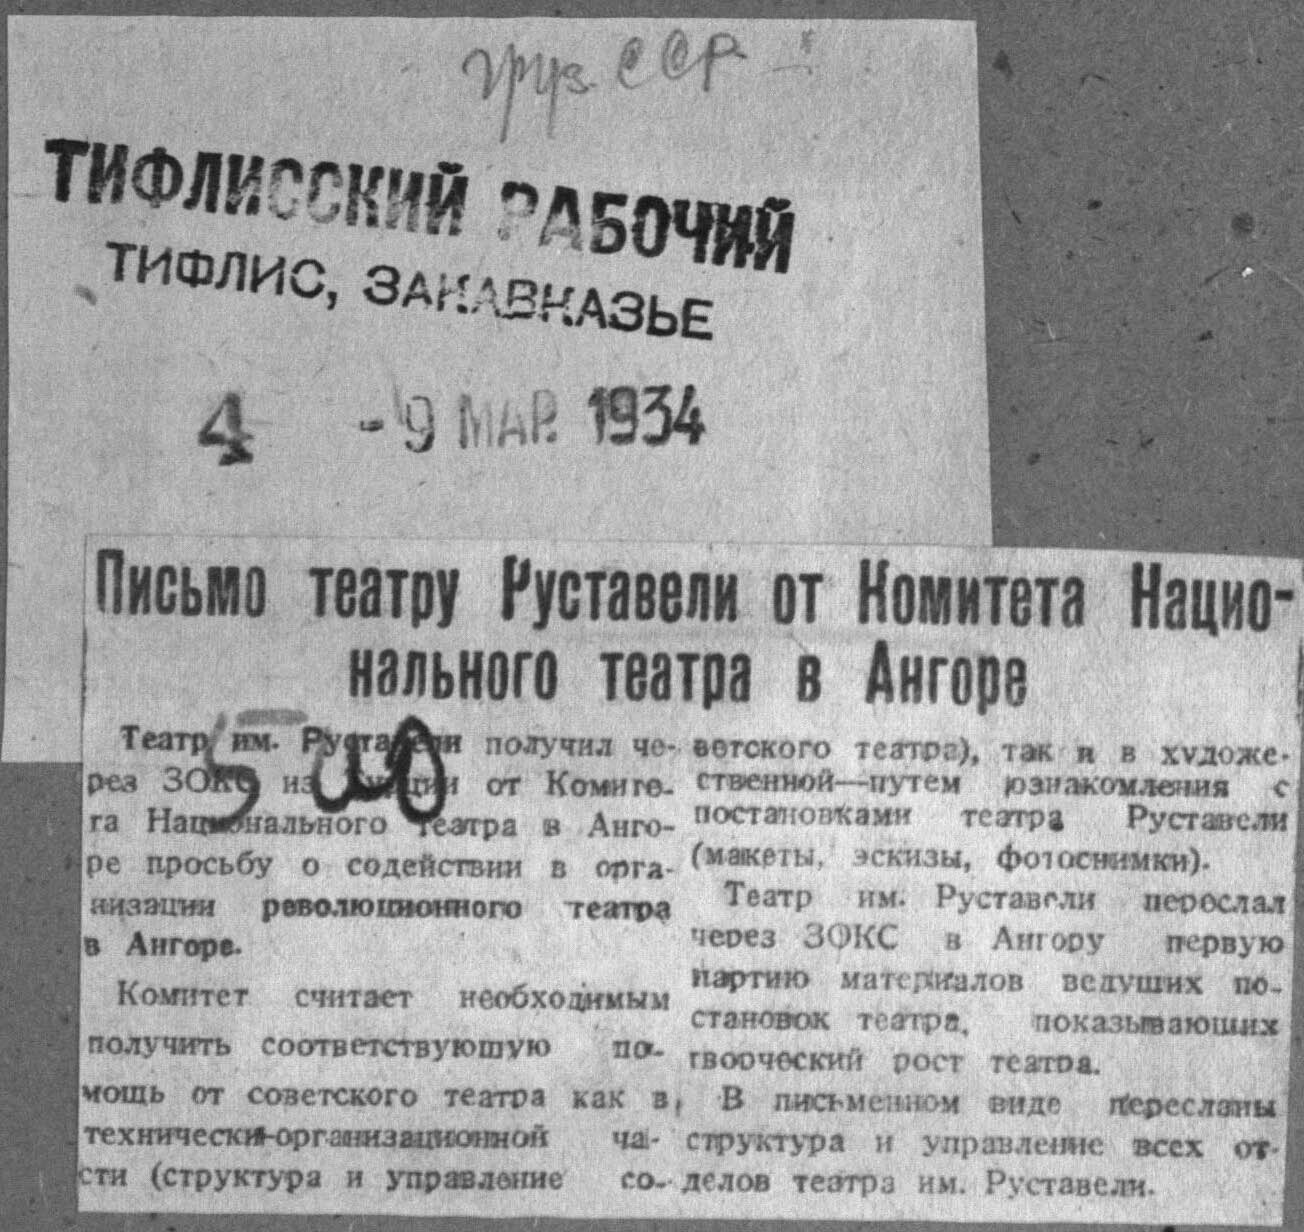 груз. ССР.
ТИФЛИССКИЙ РАБОЧИЙ
ТИФЛИС, ЗАКАВКАЗЬЕ
4 -9 МАР. 1934
Письмо театру Руставели от Комитета Нацио-
нального театра в Ангоре
Театр им. Руставели получил че-
рез ЗОКС из Турции от Комите-
та Национального театра в Анго-
ре просьбу о содействии в орга-
низации революционного театра
в Ангоре.
Комитет считает необходимым
получить соответствующую по-
мощь от советского театра как в
технически-организационной ча-
сти (структура и управление со-
ветского театра), так и в художе-
ственной—путем ознакомления с
постановками театра Руставели
(макеты, эскизы, фотоснимки).
Театр им. Руставели переслал
через ЗОКС в Ангору первую
партию материалов ведущих по-
становок театра, показывающих
творческий рост театра.
В письменном виде пересланы
структура и управление всех от-
делов театра им. Руставели.